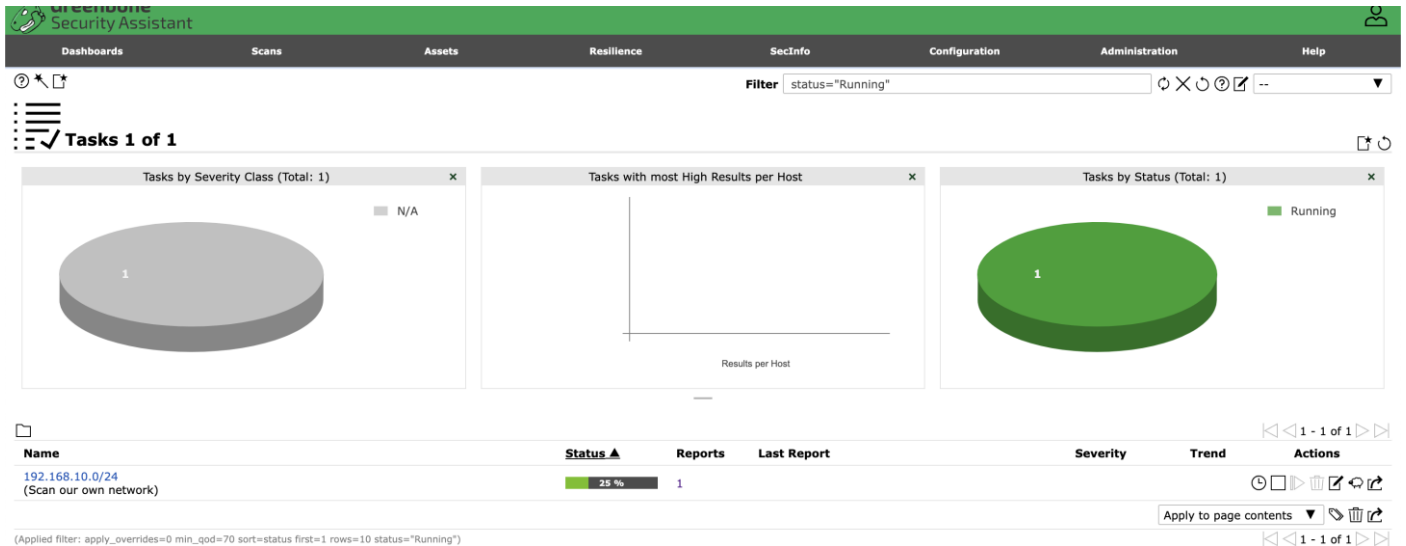 Greenbone
Security Assistant
Dashboards Scans Assets Resilience SecInfo Configuration Administration Help
Filter status="Running" --
Tasks 1 of 1
Tasks by Severity Class (Total: 1) ×
N/A
1
Tasks with most High Results per Host ×
Results per Host
Tasks by Status (Total: 1) ×
Running
1
1 - 1 of 1
Name Status ▲ Reports Last Report Severity Trend Actions
192.168.10.0/24 25 % 1
(Scan our own network)
Apply to page contents ▼
(Applied filter: apply_overrides=0 min_qod=70 sort=status first=1 rows=10 status="Running")
1 - 1 of 1